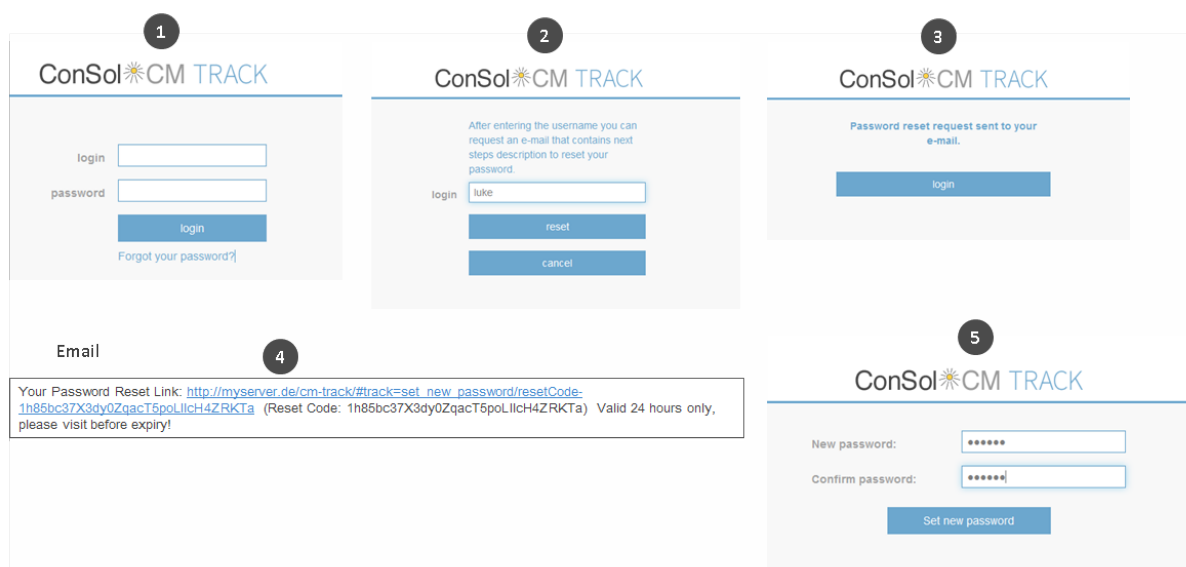 1
ConSol CM TRACK
login
password
login
Forgot your password?
2
ConSol CM TRACK
After entering the username you can
request an e-mail that contains next
steps description to reset your
password.
login luke
reset
cancel
3
ConSol CM TRACK
Password reset request sent to your
e-mail.
login
Email
4
Your Password Reset Link: http://myserver.de/cm-track/#track=set_new_password/resetCode-
1h85bc37X3dy0ZqacT5poLIlcH4ZRKTa (Reset Code: 1h85bc37X3dy0ZqacT5poLIlcH4ZRKTa) Valid 24 hours only,
please visit before expiry!
5
ConSol CM TRACK
New password:
Confirm password:
Set new password